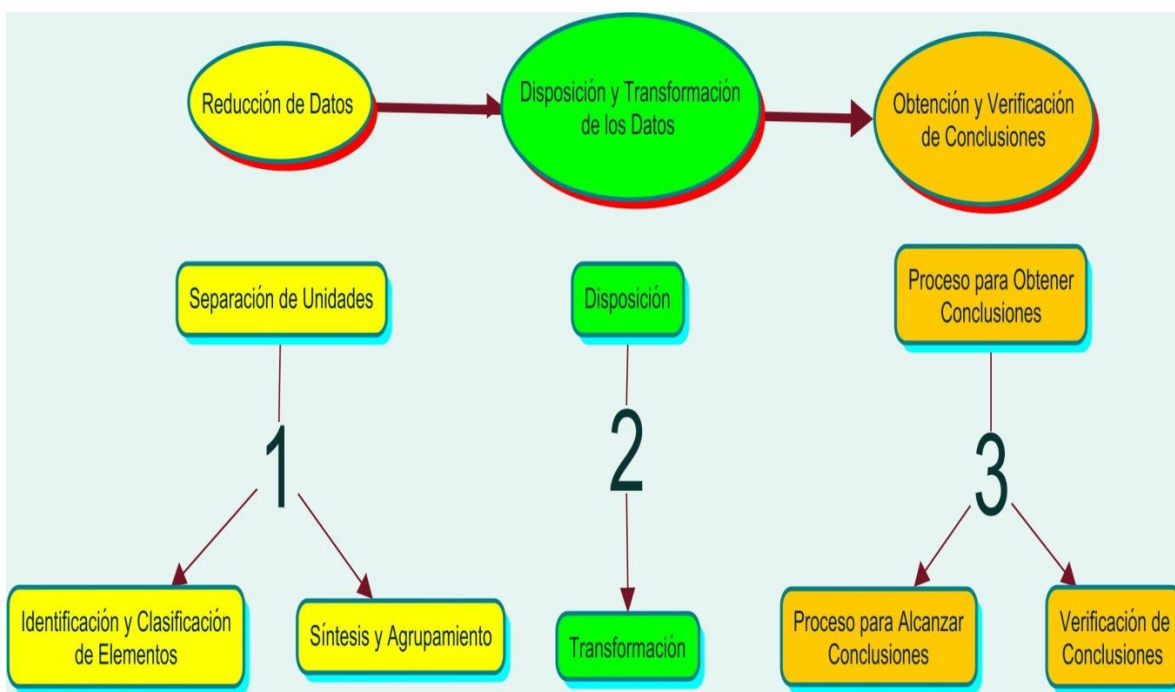 Reducción de Datos
Disposición y Transformación
de los Datos
Obtención y Verificación
de Conclusiones
Separación de Unidades
Disposición
Proceso para Obtener
Conclusiones
1
2
3
Identificación y Clasificación
de Elementos
Síntesis y Agrupamiento
Transformación
Proceso para Alcanzar
Conclusiones
Verificación de
Conclusiones